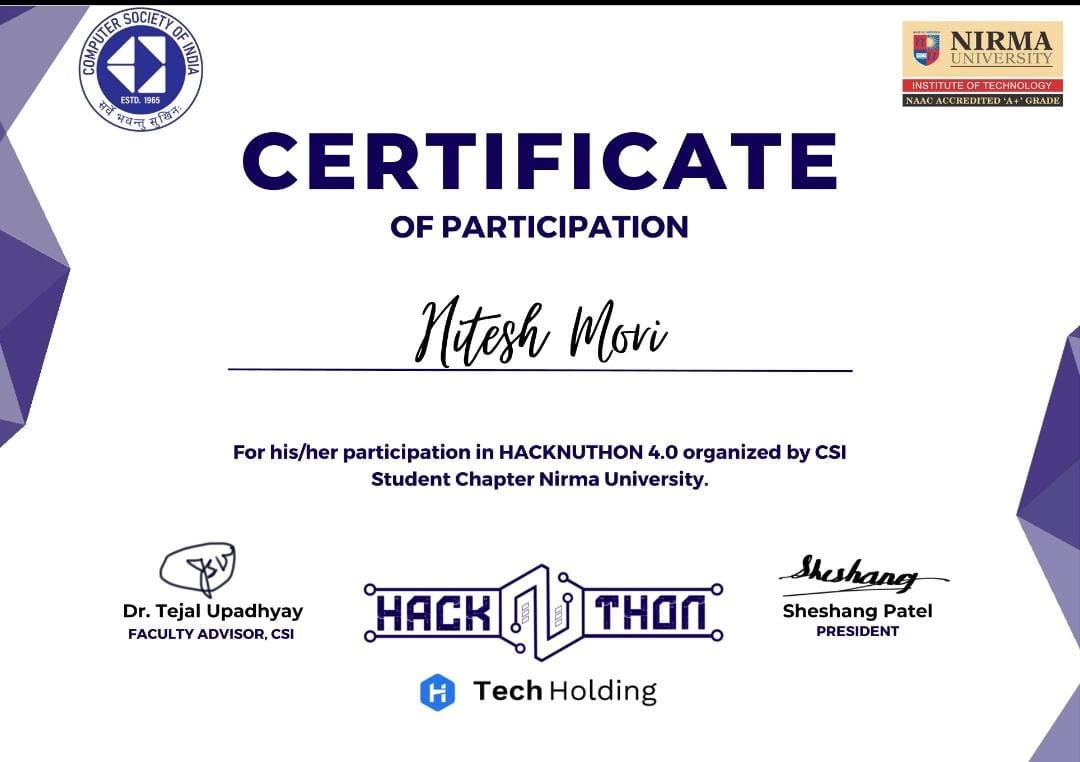 COMPUTER SOCIETY OF INDIA
ESTD. 1965
सर्वे भवन्तु सुखिनः
NIRMA
UNIVERSITY
INSTITUTE OF TECHNOLOGY
NAAC ACCREDITED 'A+' GRADE
CERTIFICATE
OF PARTICIPATION
Nitesh Mori
For his/her participation in HACKNUTHON 4.0 organized by CSI
Student Chapter Nirma University.
Sheshang
Dr. Tejal Upadhyay
FACULTY ADVISOR, CSI
HACK NU THON
Sheshang Patel
PRESIDENT
Tech Holding